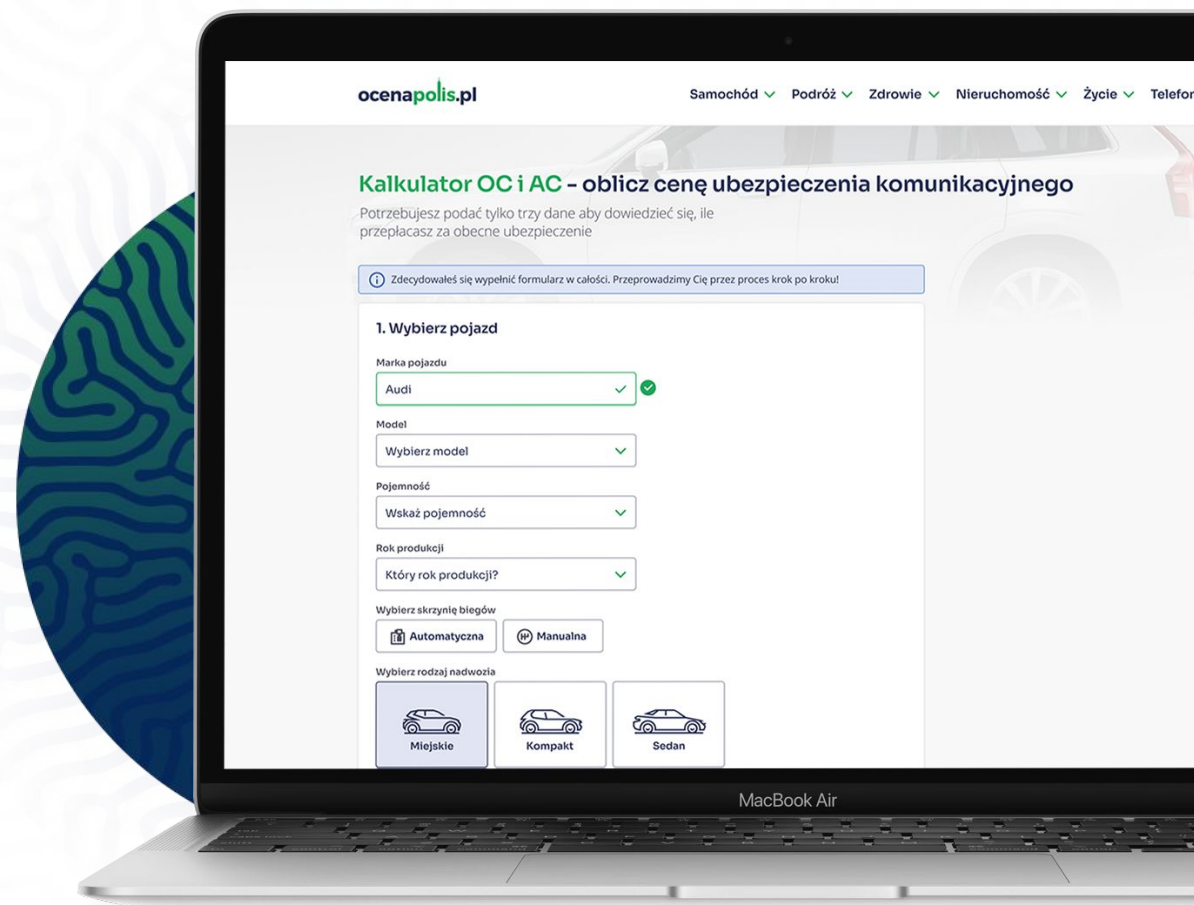 ocenapolis.pl
Samochód Podróż Zdrowie Nieruchomość Życie Telefon
Kalkulator OC i AC – oblicz cenę ubezpieczenia komunikacyjnego
Potrzebujesz podać tylko trzy dane aby dowiedzieć się, ile
przepłacasz za obecne ubezpieczenie
Zdecydowałeś się wypełnić formularz w całości. Przeprowadzimy Cię przez proces krok po kroku!
1. Wybierz pojazd
Marka pojazdu
Audi
Model
Wybierz model
Pojemność
Wskaż pojemność
Rok produkcji
Który rok produkcji?
Wybierz skrzynię biegów
Automatyczna Manualna
Wybierz rodzaj nadwozia
Miejskie Kompakt Sedan
MacBook Air